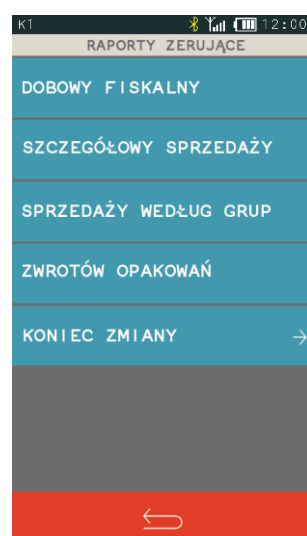 K1 12:00
RAPORTY ZERUJĄCE
DOBOWY FISKALNY
SZCZEGÓŁOWY SPRZEDAŻY
SPRZEDAŻY WEDŁUG GRUP
ZWROTÓW OPAKOWAŃ
KONIEC ZMIANY